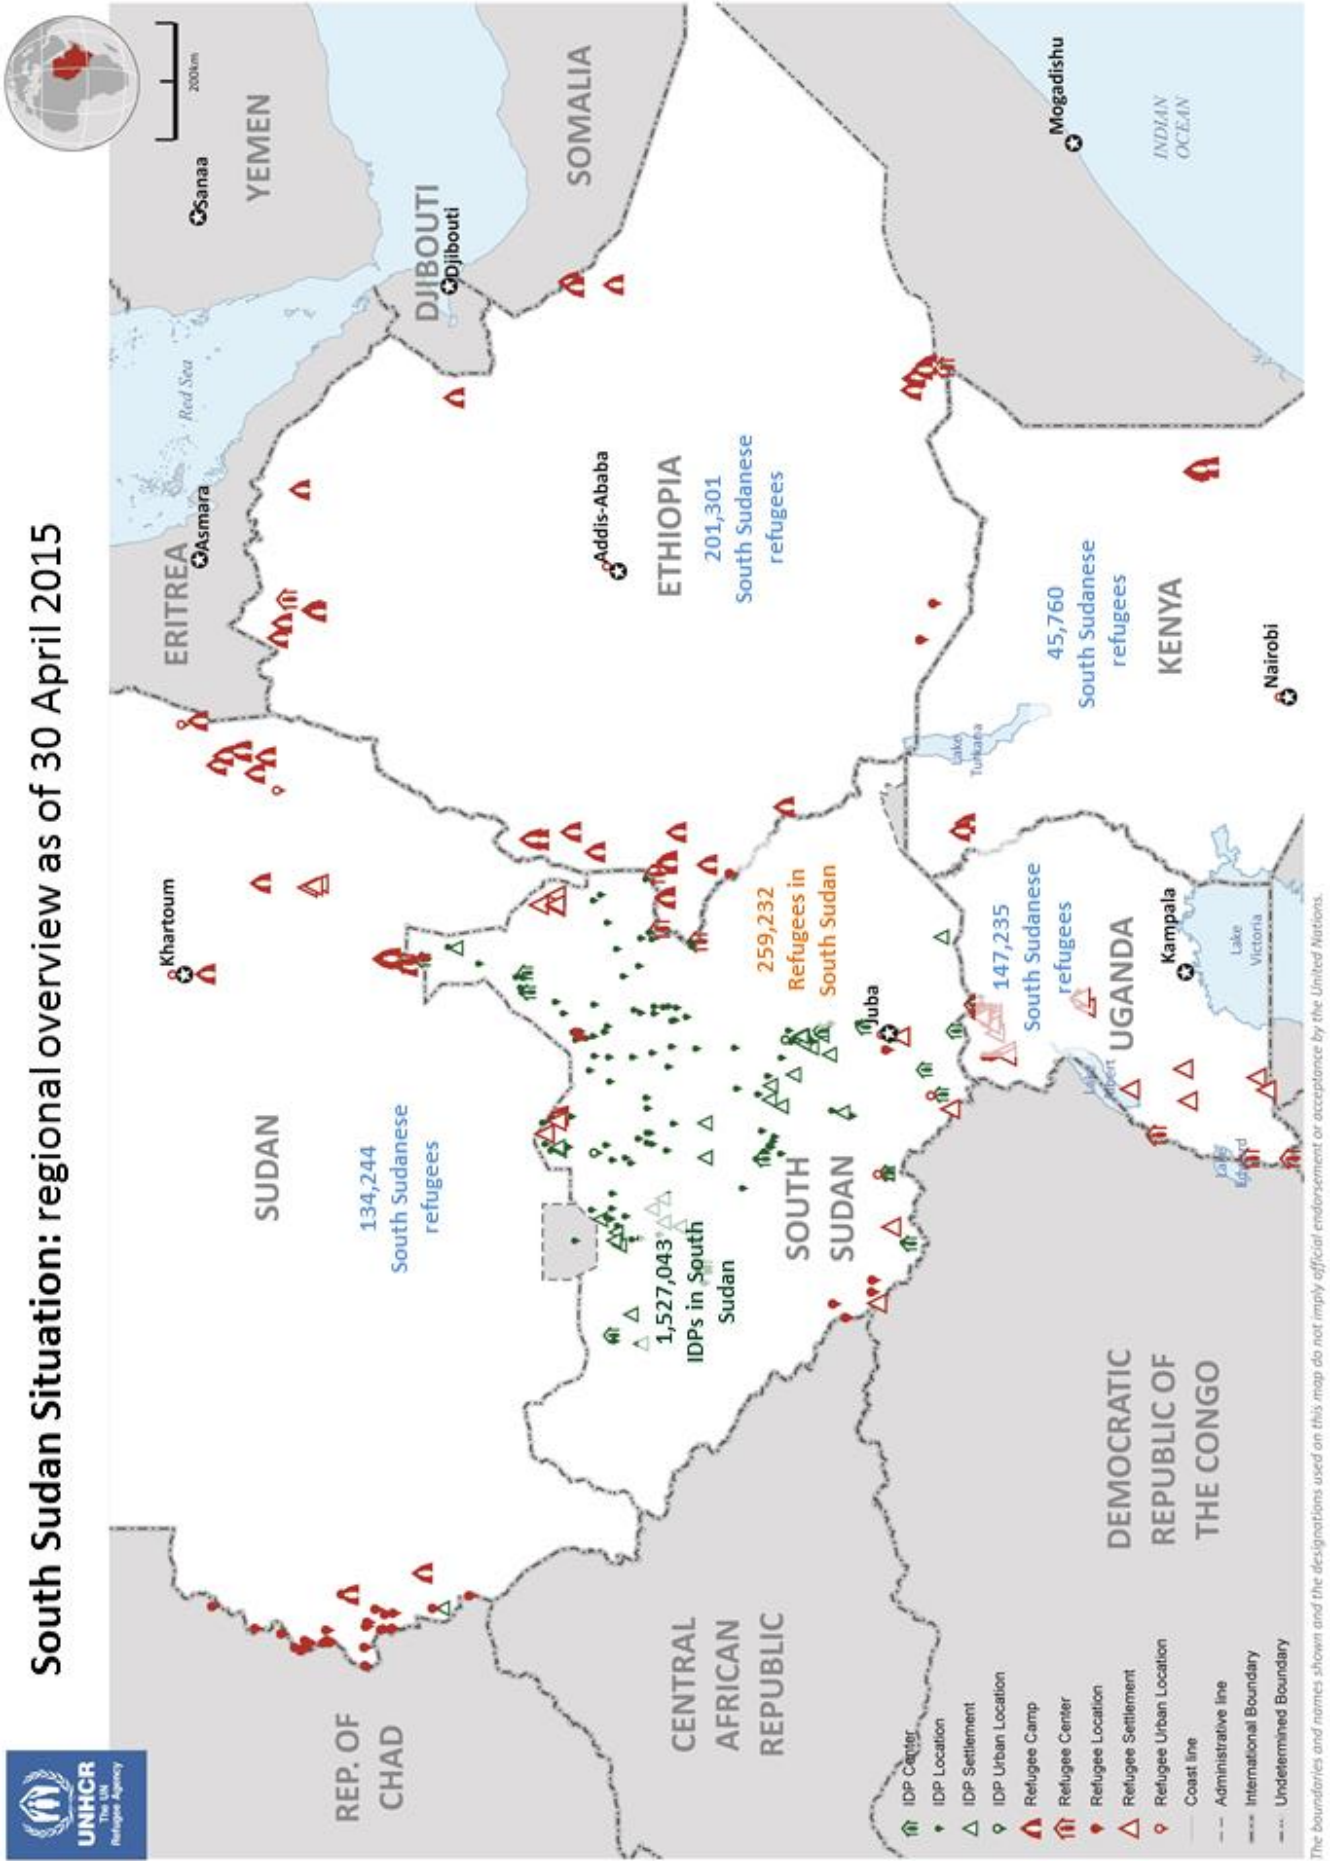 South Sudan Situation: regional overview as of 30 April 2015
UNHCR
The UN
Refugee Agency
200km
Sanaa
YEMEN
Red Sea
ERITREA
Asmara
Khartoum
SUDAN
134,244
South Sudanese
refugees
REP. OF
CHAD
DJIBOUTI
Djibouti
SOMALIA
Addis-Ababa
ETHIOPIA
201,301
South Sudanese
refugees
1,527,043
IDPs in South
Sudan
259,232
Refugees in
South Sudan
SOUTH
SUDAN
Juba
CENTRAL
AFRICAN
REPUBLIC
Lake
Turkana
45,760
South Sudanese
refugees
KENYA
Nairobi
Mogadishu
INDIAN
OCEAN
147,235
South Sudanese
refugees
UGANDA
Kampala
Lake
Victoria
Lake
Edward
DEMOCRATIC
REPUBLIC OF
THE CONGO
IDP Center
IDP Location
IDP Settlement
IDP Urban Location
Refugee Camp
Refugee Center
Refugee Location
Refugee Settlement
Refugee Urban Location
Coast line
Administrative line
International Boundary
Undetermined Boundary
The boundaries and names shown and the designations used on this map do not imply official endorsement or acceptance by the United Nations.